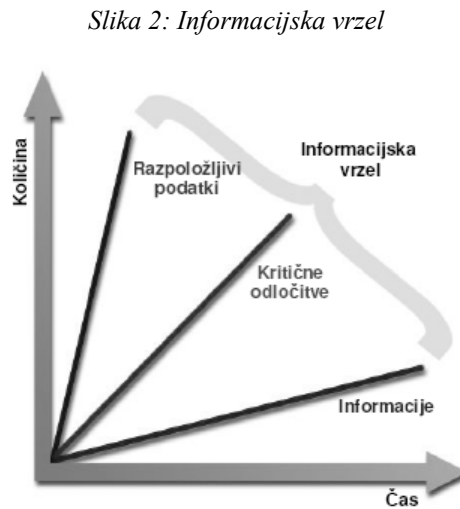 Slika 2: Informacijska vrzel
Količina
Razpoložljivi
podatki
Informacijska
vrzel
Kritične
odločitve
Informacije
Čas